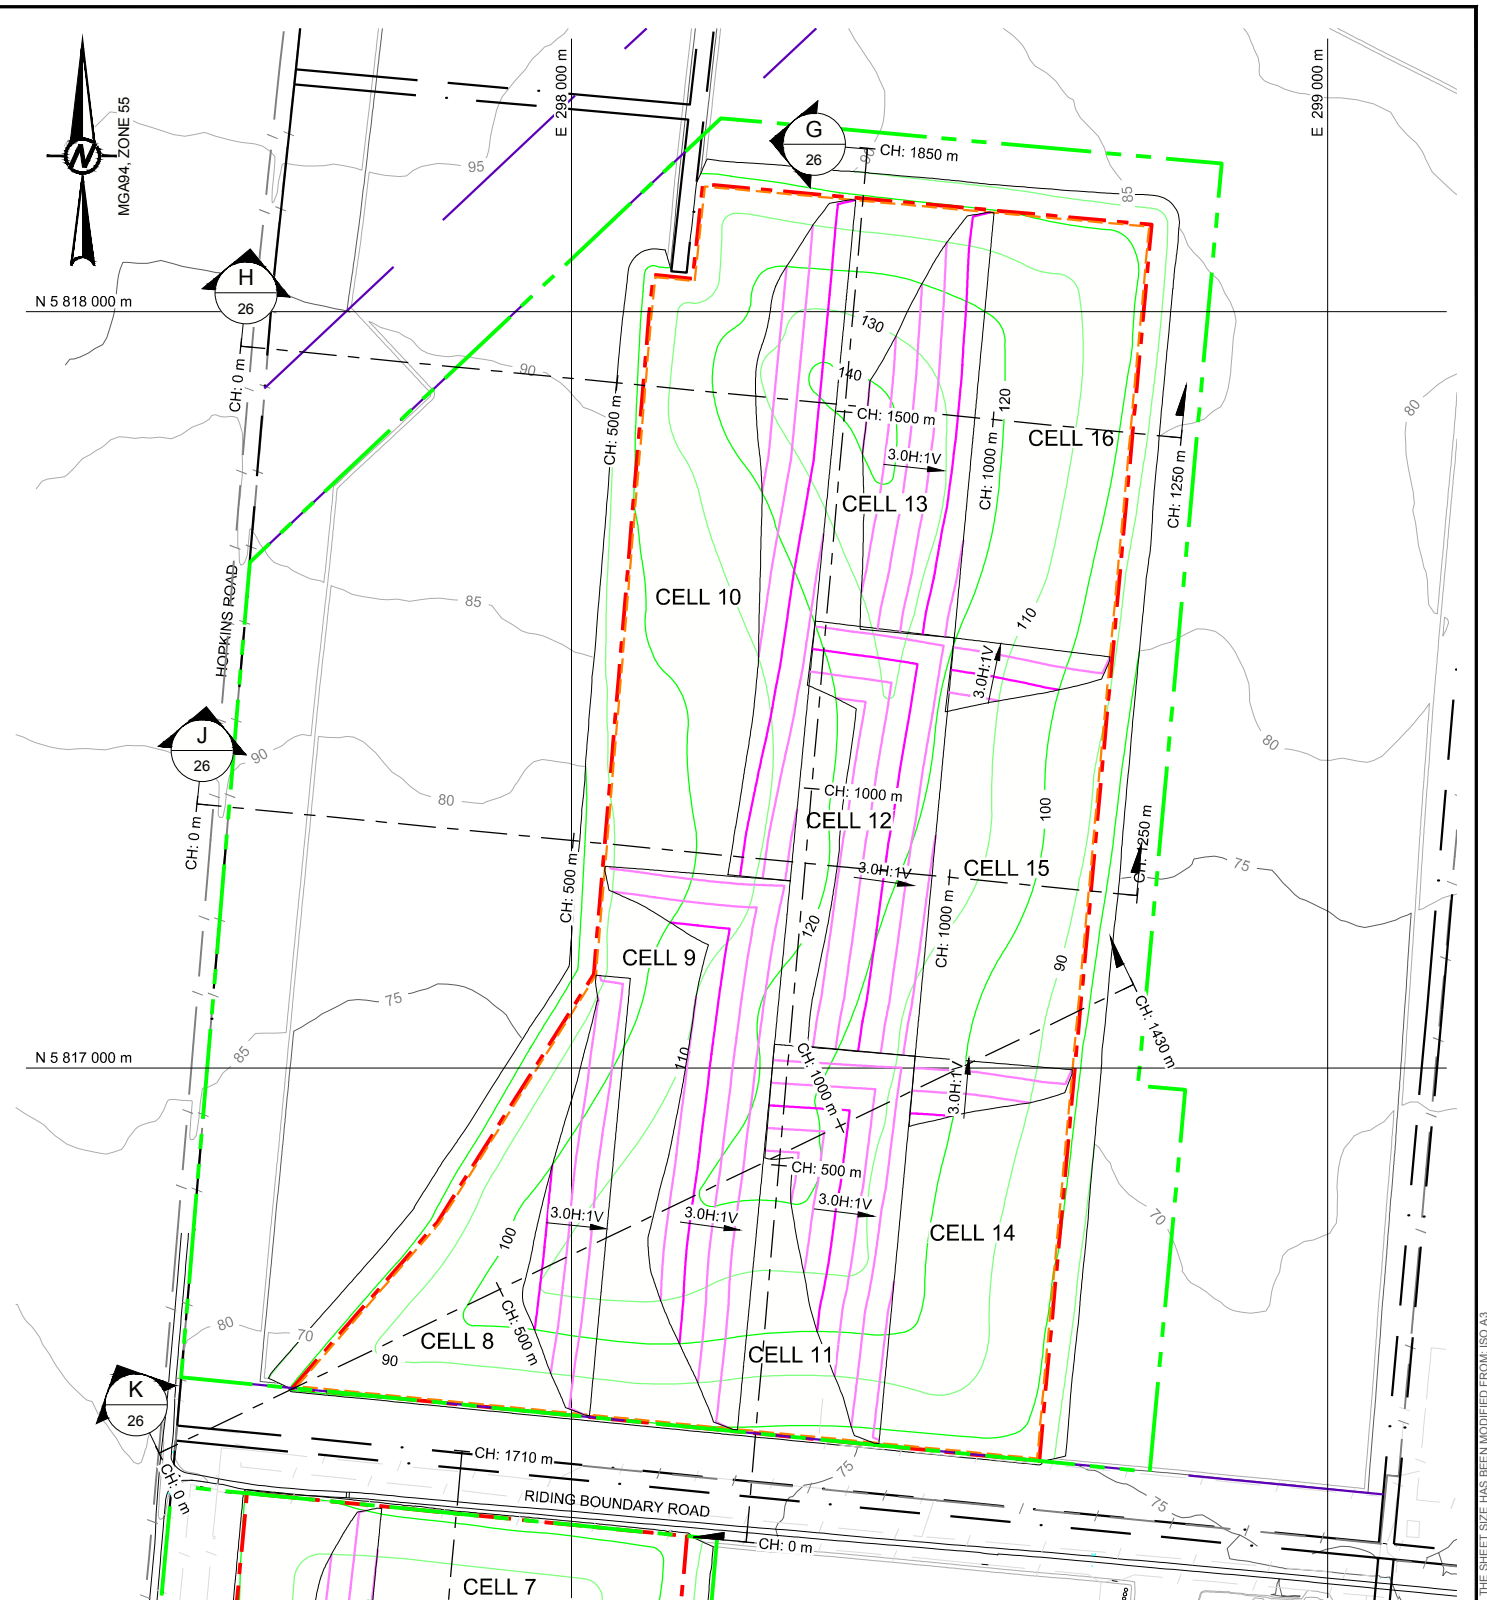 E 298 000 m
E 299 000 m
MGA94, ZONE 55
N
G
26
CH: 1850 m
95
85
H
26
N 5 818 000 m
130
90
CH: 0 m
140
CH: 500 m
CH: 1500 m
120
80
CELL 16
3.0H:1V
CH: 1000 m
CH: 1250 m
CELL 13
CELL 10
85
110
HOPKINS ROAD
3.0H:1V
J
26
90
80
80
CH: 1000 m
100
CELL 12
CH: 0 m
CH: 1250 m
75
3.0H:1V
CELL 15
CH: 500 m
120
CH: 1000 m
CELL 9
90
75
CH: 1430 m
85
110
N 5 817 000 m
CH: 1000 m
3.0H:1V
CH: 500 m
3.0H:1V
3.0H:1V
3.0H:1V
70
100
CELL 14
80
70
CELL 8
CH: 500 m
90
CELL 11
K
26
CH: 0 m
CH: 1710 m
75
75
RIDING BOUNDARY ROAD
CH: 0 m
CELL 7
THE SHEET SIZE HAS BEEN MODIFIED FROM: ISO A3